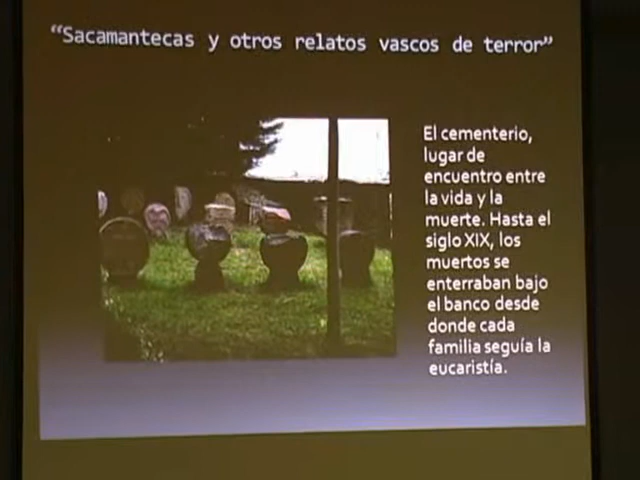 “Sacamantecas y otros relatos vascos de terror”
El cementerio,
lugar de
encuentro entre
la vida y la
muerte. Hasta el
siglo XIX, los
muertos se
enterraban bajo
el banco desde
donde cada
familia seguía la
eucaristía.